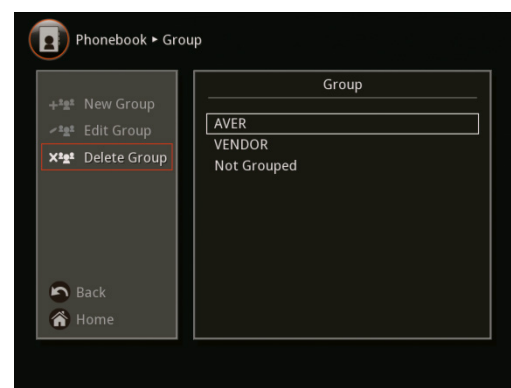 Phonebook ▸ Group
New Group
Edit Group
Delete Group
Back
Home
Group
AVER
VENDOR
Not Grouped